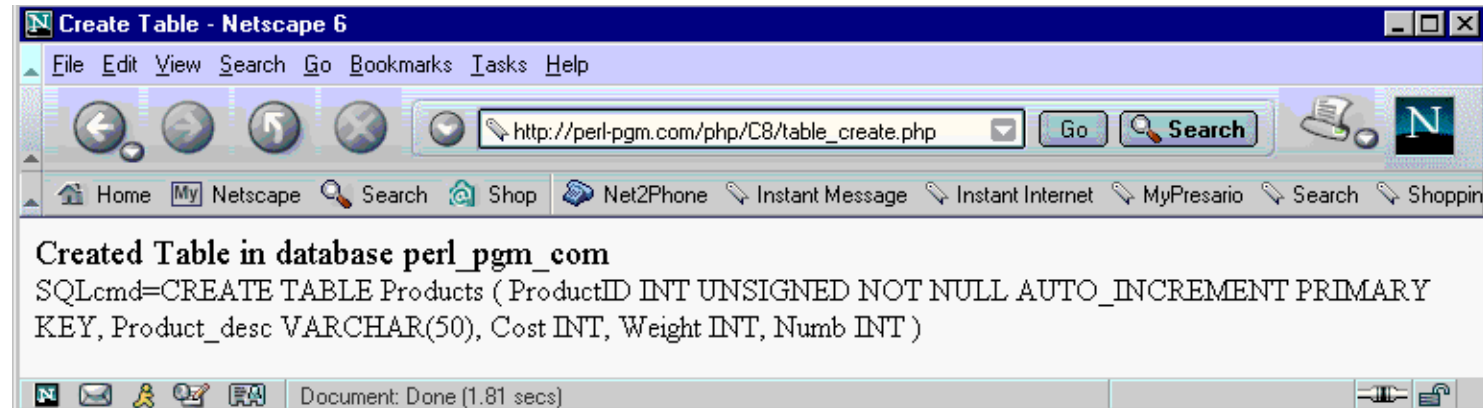 N Create Table - Netscape 6
File Edit View Search Go Bookmarks Tasks Help
http://perl-pgm.com/php/C8/table_create.php Go Search N
Home My Netscape Search Shop Net2Phone Instant Message Instant Internet MyPresario Search Shoppin
Created Table in database perl_pgm_com
SQLcmd=CREATE TABLE Products ( ProductID INT UNSIGNED NOT NULL AUTO_INCREMENT PRIMARY
KEY, Product_desc VARCHAR(50), Cost INT, Weight INT, Numb INT )
N Document: Done (1.81 secs)